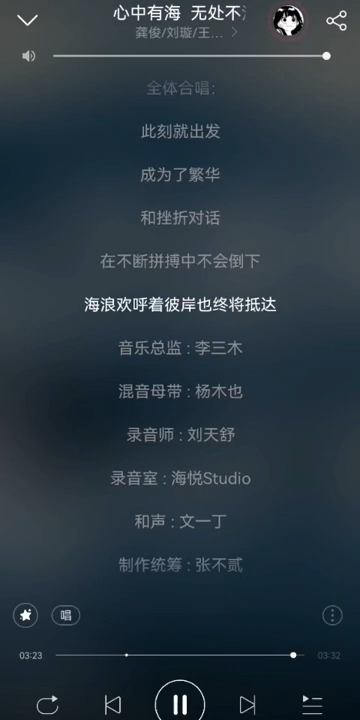 心中有海 无处不
龚俊/刘璇/王...
全体合唱:
此刻就出发
成为了繁华
和挫折对话
在不断拼搏中不会倒下
海浪欢呼着彼岸也终将抵达
音乐总监 : 李三木
混音母带 : 杨木也
录音师 : 刘天舒
录音室 : 海悦Studio
和声 : 文一丁
制作统筹 : 张不贰
唱
03:23
03:32